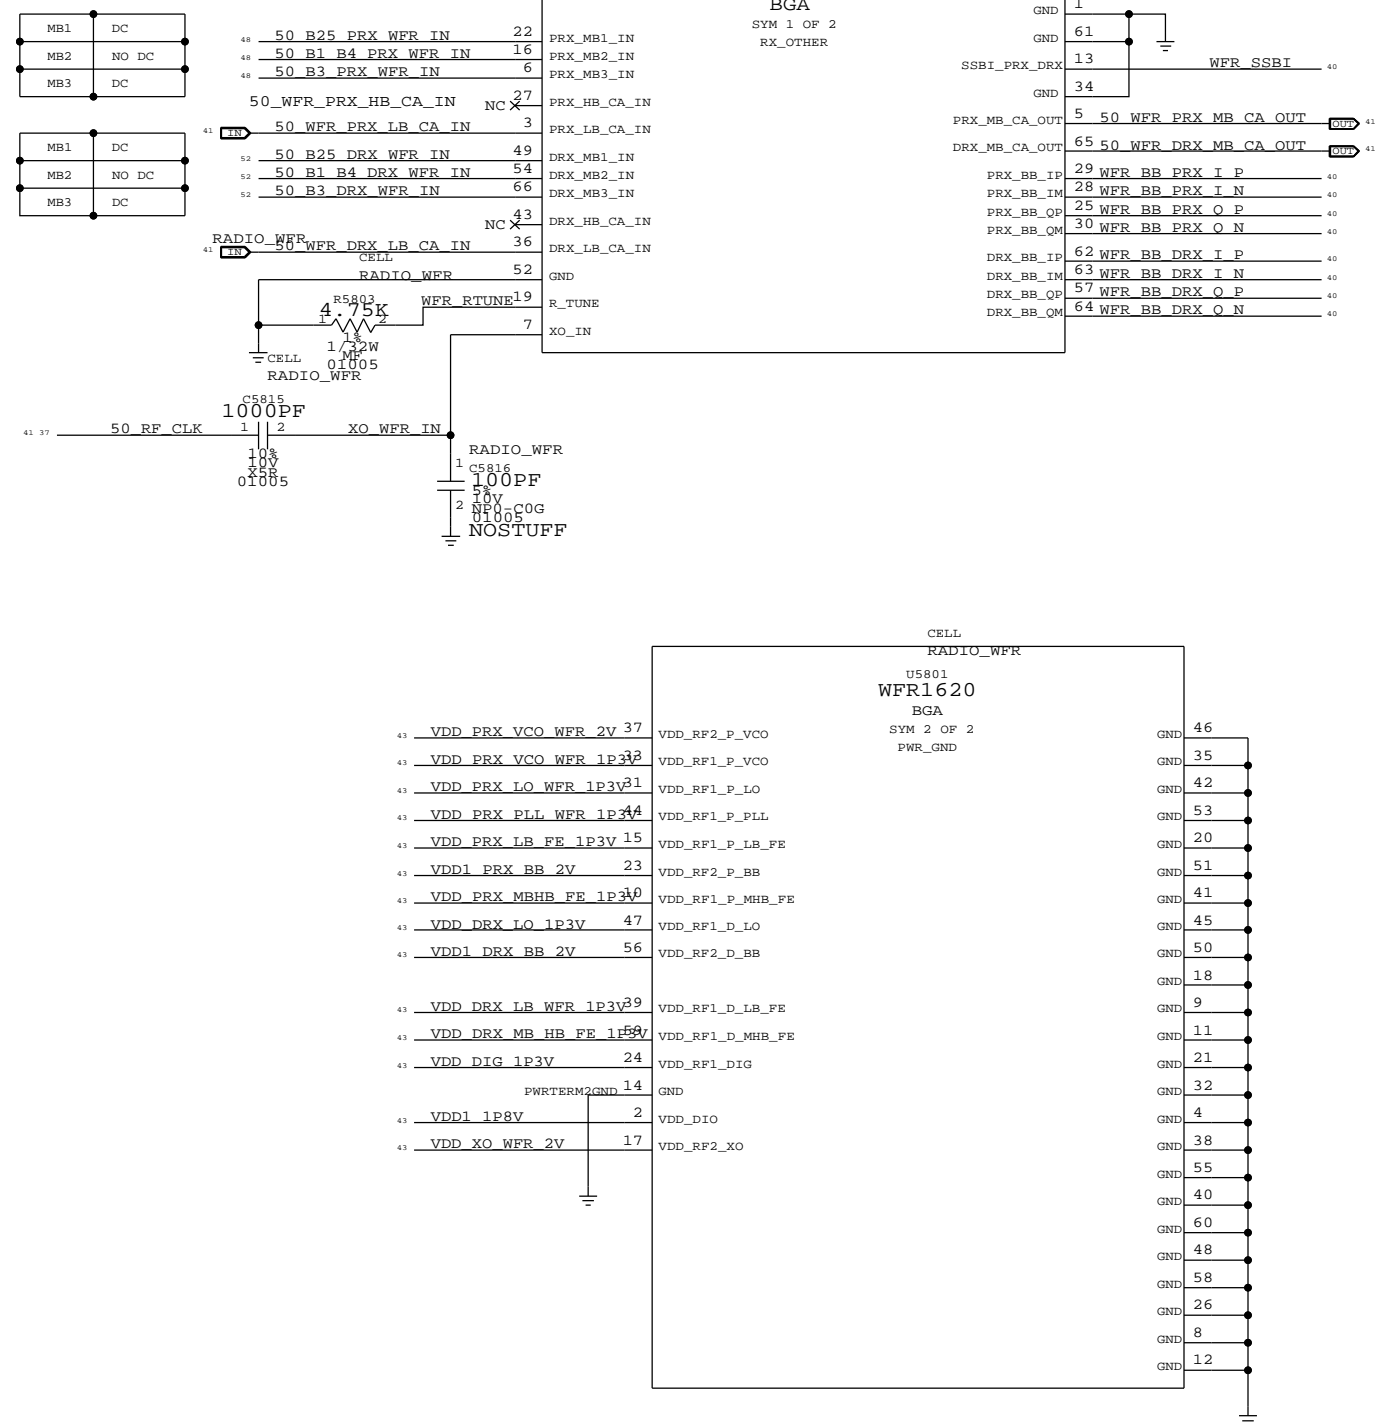 BGA
SYM 1 OF 2
RX_OTHER
MB1 DC
MB2 NO DC
MB3 DC
MB1 DC
MB2 NO DC
MB3 DC
48 50_B25_PRX_WFR_IN 22 PRX_MB1_IN
48 50_B1_B4_PRX_WFR_IN 16 PRX_MB2_IN
48 50_B3_PRX_WFR_IN 6 PRX_MB3_IN
50_WFR_PRX_HB_CA_IN NC 27 PRX_HB_CA_IN
41 IN 50_WFR_PRX_LB_CA_IN 3 PRX_LB_CA_IN
52 50_B25_DRX_WFR_IN 49 DRX_MB1_IN
52 50_B1_B4_DRX_WFR_IN 54 DRX_MB2_IN
52 50_B3_DRX_WFR_IN 66 DRX_MB3_IN
NC 43 DRX_HB_CA_IN
RADIO_WFR
41 IN 50_WFR_DRX_LB_CA_IN 36 DRX_LB_CA_IN
CELL
RADIO_WFR
52 GND
R5803
4.75K
1 2
1%
1/32W
MF
01005
WFR_RTUNE 19 R_TUNE
7 XO_IN
CELL
RADIO_WFR
GND 1
GND 61
SSBI_PRX_DRX 13 WFR_SSBI 40
GND 34
PRX_MB_CA_OUT 5 50_WFR_PRX_MB_CA_OUT OUT 41
DRX_MB_CA_OUT 65 50_WFR_DRX_MB_CA_OUT OUT 41
PRX_BB_IP 29 WFR_BB_PRX_I_P 40
PRX_BB_IM 28 WFR_BB_PRX_I_N 40
PRX_BB_QP 25 WFR_BB_PRX_Q_P 40
PRX_BB_QM 30 WFR_BB_PRX_Q_N 40
DRX_BB_IP 62 WFR_BB_DRX_I_P 40
DRX_BB_IM 63 WFR_BB_DRX_I_N 40
DRX_BB_QP 57 WFR_BB_DRX_Q_P 40
DRX_BB_QM 64 WFR_BB_DRX_Q_N 40
C5815
1000PF
41 37 50_RF_CLK 1 2 XO_WFR_IN
10%
10V
X5R
01005
RADIO_WFR
1 C5816
100PF
5%
10V
2 NP0-C0G
01005
NOSTUFF
CELL
RADIO_WFR
U5801
WFR1620
BGA
SYM 2 OF 2
PWR_GND
43 VDD_PRX_VCO_WFR_2V 37 VDD_RF2_P_VCO
43 VDD_PRX_VCO_WFR_1P3V 33 VDD_RF1_P_VCO
43 VDD_PRX_LO_WFR_1P3V 31 VDD_RF1_P_LO
43 VDD_PRX_PLL_WFR_1P3V 44 VDD_RF1_P_PLL
43 VDD_PRX_LB_FE_1P3V 15 VDD_RF1_P_LB_FE
43 VDD1_PRX_BB_2V 23 VDD_RF2_P_BB
43 VDD_PRX_MBHB_FE_1P3V 10 VDD_RF1_P_MHB_FE
43 VDD_DRX_LO_1P3V 47 VDD_RF1_D_LO
43 VDD1_DRX_BB_2V 56 VDD_RF2_D_BB
43 VDD_DRX_LB_WFR_1P3V 39 VDD_RF1_D_LB_FE
43 VDD_DRX_MB_HB_FE_1P3V 59 VDD_RF1_D_MHB_FE
43 VDD_DIG_1P3V 24 VDD_RF1_DIG
PWRTERM2GND 14 GND
43 VDD1_1P8V 2 VDD_DIO
43 VDD_XO_WFR_2V 17 VDD_RF2_XO
GND 46
GND 35
GND 42
GND 53
GND 20
GND 51
GND 41
GND 45
GND 50
GND 18
GND 9
GND 11
GND 21
GND 32
GND 4
GND 38
GND 55
GND 40
GND 60
GND 48
GND 58
GND 26
GND 8
GND 12